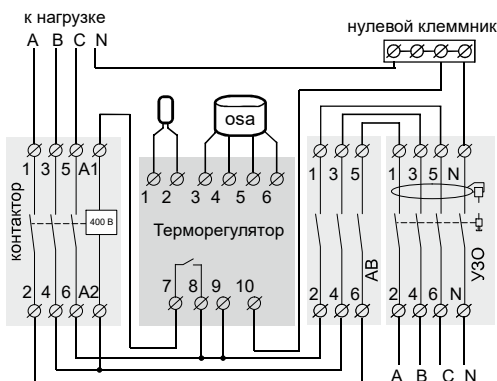 к нагрузке
A B C N
нулевой клеммник
osa
1 3 5 A1
1 2 3 4 5 6
1 3 5
1 3 5 N
контактор
400 В
Терморегулятор
АВ
УЗО
7 8 9 10
2 4 6 A2
2 4 6
2 4 6 N
A B C N